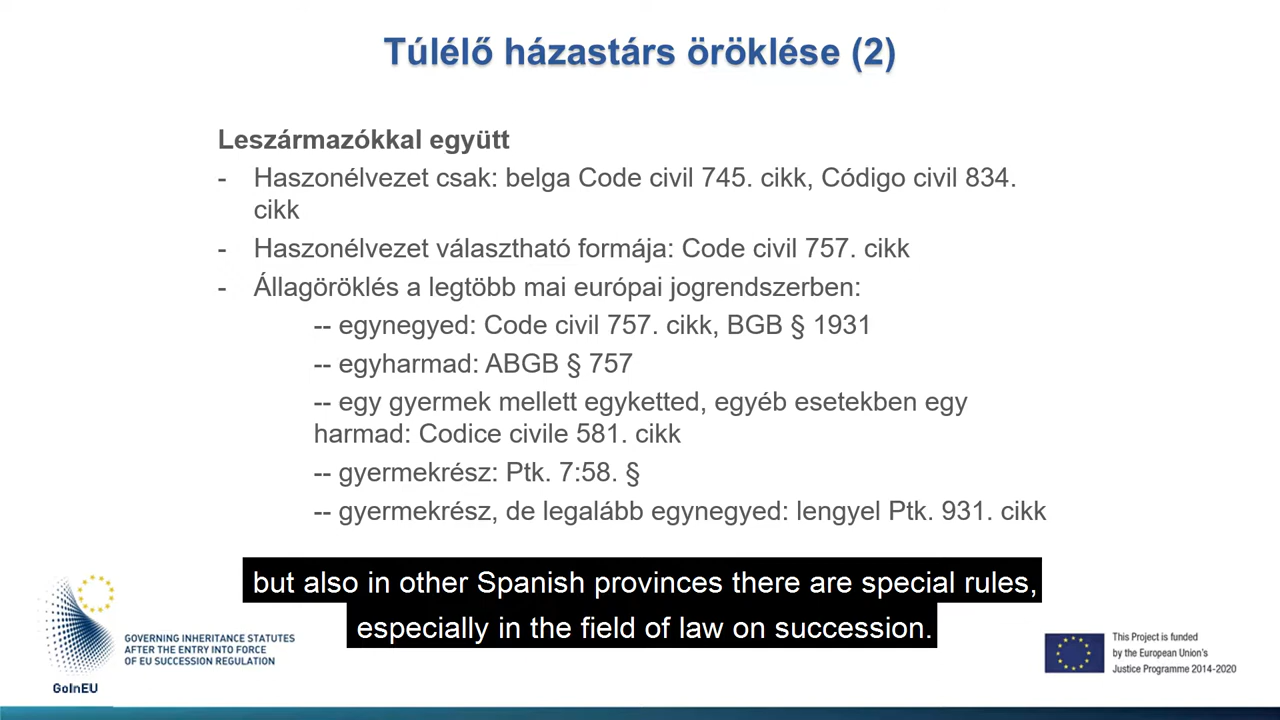 Túlélő házastárs öröklése (2)
Leszármazókkal együtt
- Haszonélvezet csak: belga Code civil 745. cikk, Código civil 834.
cikk
- Haszonélvezet választható formája: Code civil 757. cikk
- Állagöröklés a legtöbb mai európai jogrendszerben:
-- egynegyed: Code civil 757. cikk, BGB § 1931
-- egyharmad: ABGB § 757
-- egy gyermek mellett egyketted, egyéb esetekben egy
harmad: Codice civile 581. cikk
-- gyermekrész: Ptk. 7:58. §
-- gyermekrész, de legalább egynegyed: lengyel Ptk. 931. cikk
but also in other Spanish provinces there are special rules,
especially in the field of law on succession.
GOVERNING INHERITANCE STATUTES
AFTER THE ENTRY INTO FORCE
OF EU SUCCESSION REGULATION
GoInEU
This Project is funded
by the European Union's
Justice Programme 2014-2020